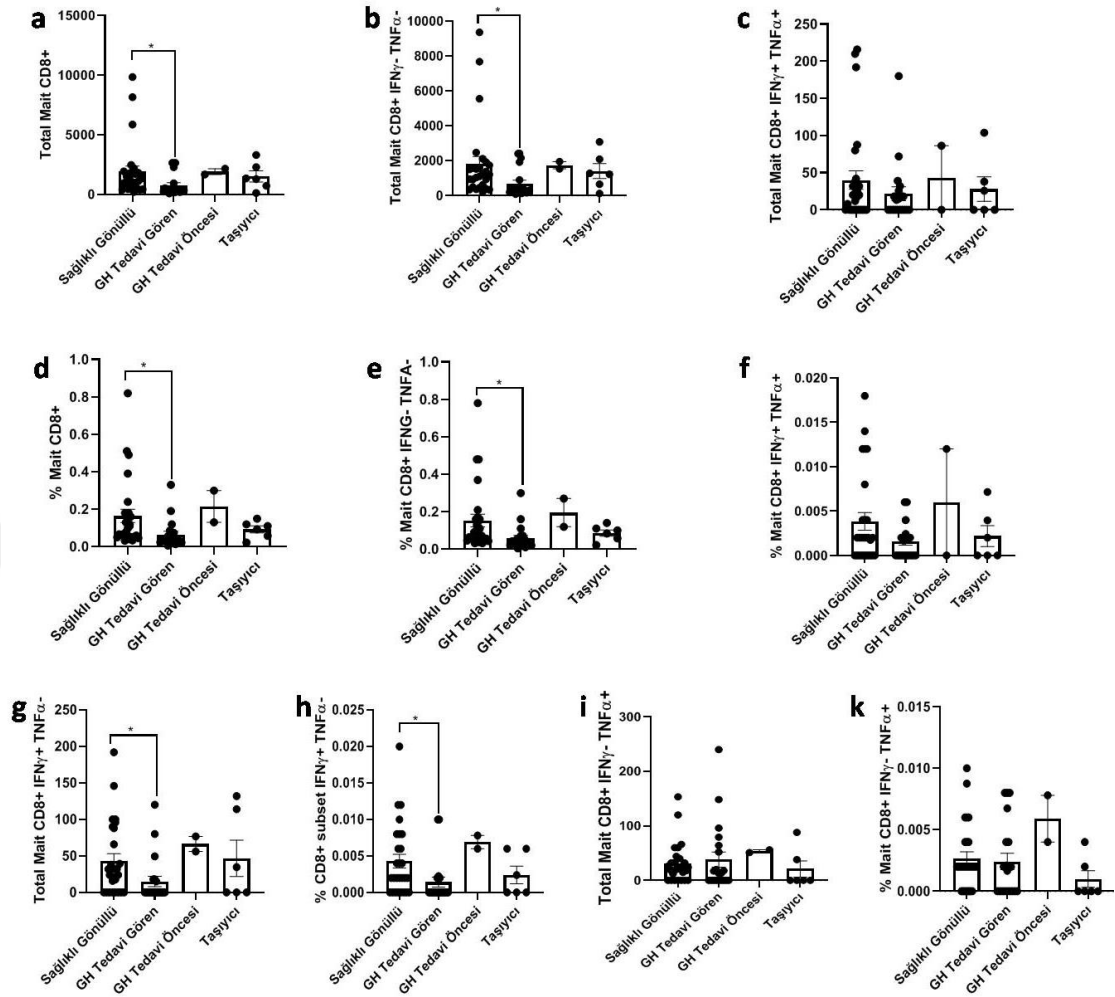 a
Total Mait CD8+
15000
10000
5000
0
*
Sağlıklı Gönüllü
GH Tedavi Gören
GH Tedavi Öncesi
Taşıyıcı
b
Total Mait CD8+ IFNγ- TNFα-
10000
8000
6000
4000
2000
0
*
Sağlıklı Gönüllü
GH Tedavi Gören
GH Tedavi Öncesi
Taşıyıcı
c
Total Mait CD8+ IFNγ+ TNFα+
250
200
150
100
50
0
Sağlıklı Gönüllü
GH Tedavi Gören
GH Tedavi Öncesi
Taşıyıcı
d
% Mait CD8+
1.0
0.8
0.6
0.4
0.2
0.0
*
Sağlıklı Gönüllü
GH Tedavi Gören
GH Tedavi Öncesi
Taşıyıcı
e
% Mait CD8+ IFNG- TNFA-
1.0
0.8
0.6
0.4
0.2
0.0
*
Sağlıklı Gönüllü
GH Tedavi Gören
GH Tedavi Öncesi
Taşıyıcı
f
% Mait CD8+ IFNγ+ TNFα+
0.020
0.015
0.010
0.005
0.000
Sağlıklı Gönüllü
GH Tedavi Gören
GH Tedavi Öncesi
Taşıyıcı
g
Total Mait CD8+ IFNγ+ TNFα-
250
200
150
100
50
0
*
Sağlıklı Gönüllü
GH Tedavi Gören
GH Tedavi Öncesi
Taşıyıcı
h
% CD8+ subset IFNγ+ TNFα-
0.025
0.020
0.015
0.010
0.005
0.000
*
Sağlıklı Gönüllü
GH Tedavi Gören
GH Tedavi Öncesi
Taşıyıcı
i
Total Mait CD8+ IFNγ- TNFα+
300
200
100
50
0
Sağlıklı Gönüllü
GH Tedavi Gören
GH Tedavi Öncesi
Taşıyıcı
k
% Mait CD8+ IFNγ- TNFα+
0.015
0.010
0.005
0.000
Sağlıklı Gönüllü
GH Tedavi Gören
GH Tedavi Öncesi
Taşıyıcı